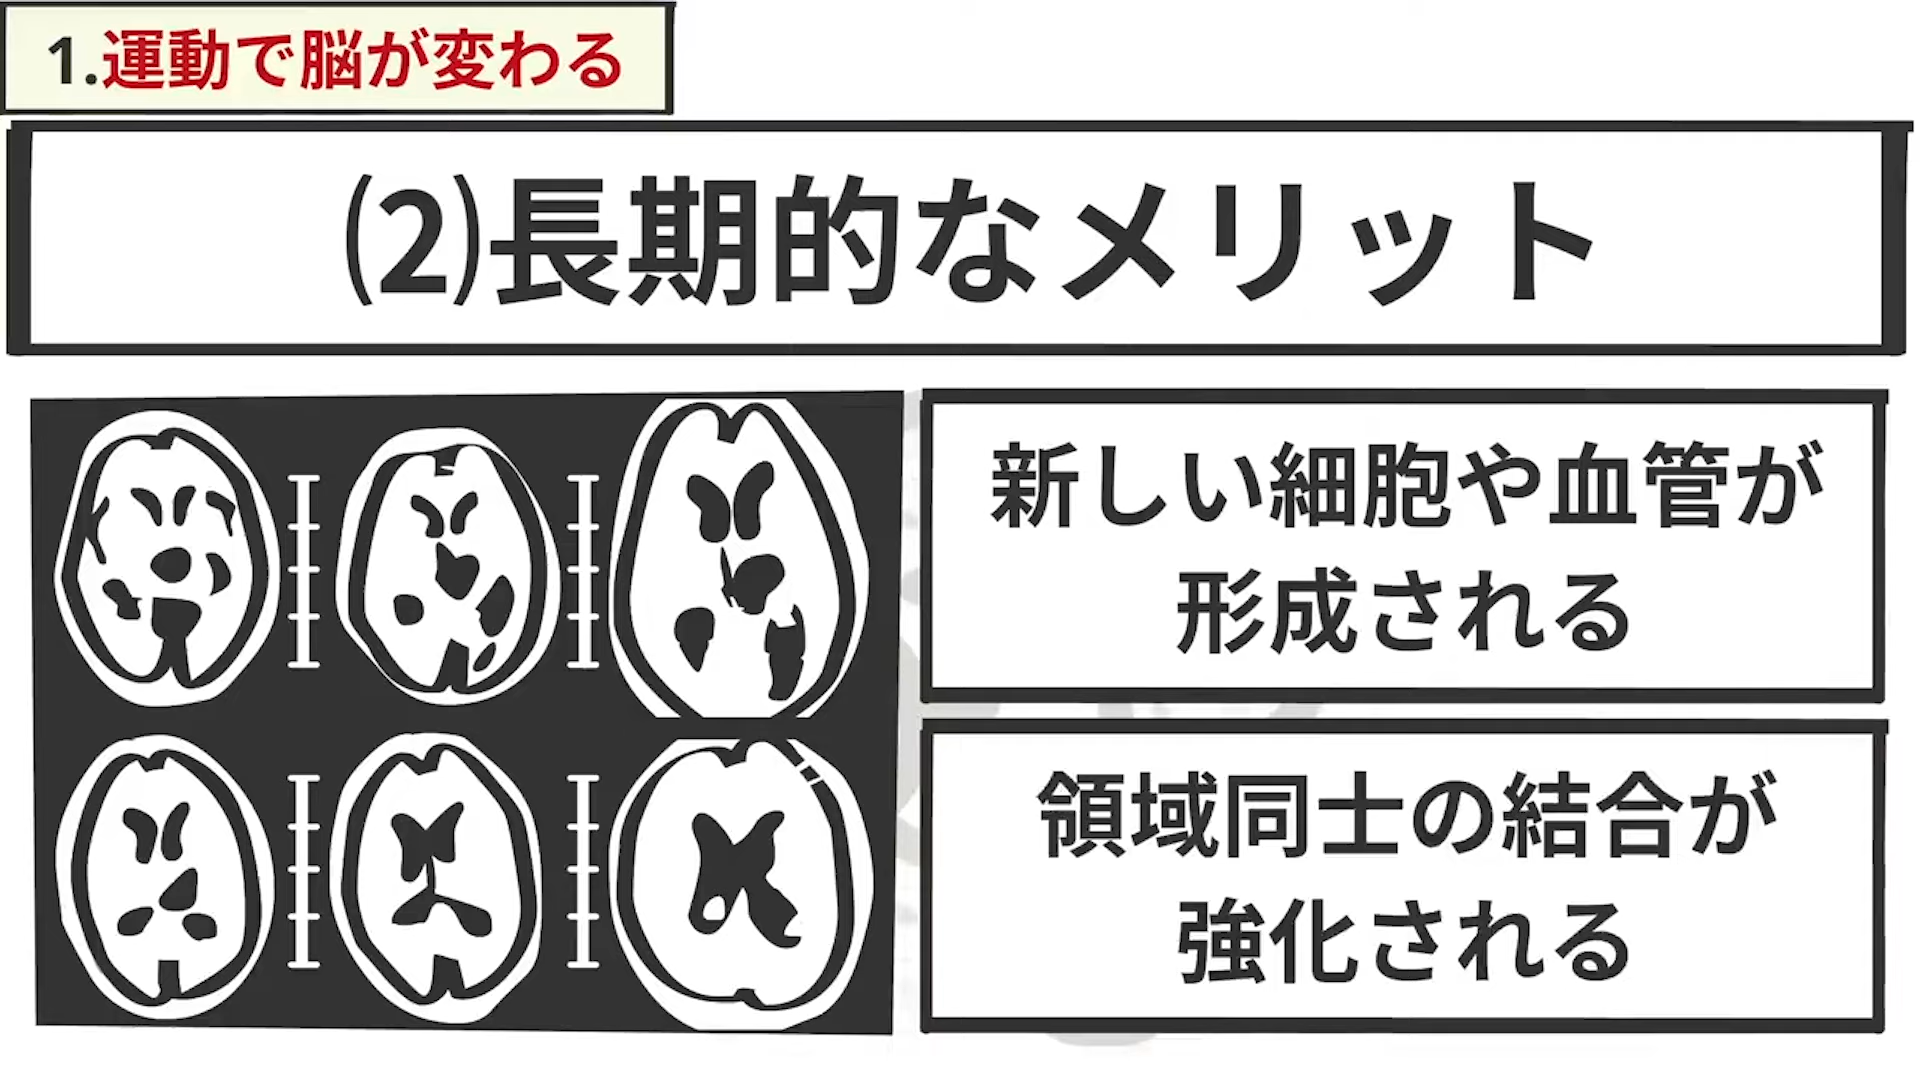 1.運動で脳が変わる
⑵長期的なメリット
新しい細胞や血管が
形成される
領域同士の結合が
強化される